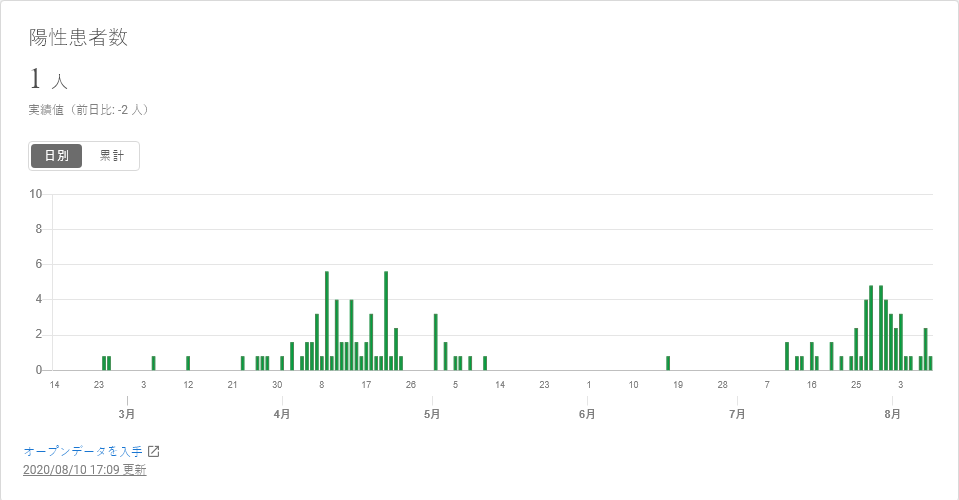 陽性患者数
1 人
実績値（前日比: -2 人）
日別 累計
10
8
6
4
2
0
14 23 3 12 21 30 8 17 26 5 14 23 1 10 19 28 7 16 25 3
3月 4月 5月 6月 7月 8月
オープンデータを入手
2020/08/10 17:09 更新